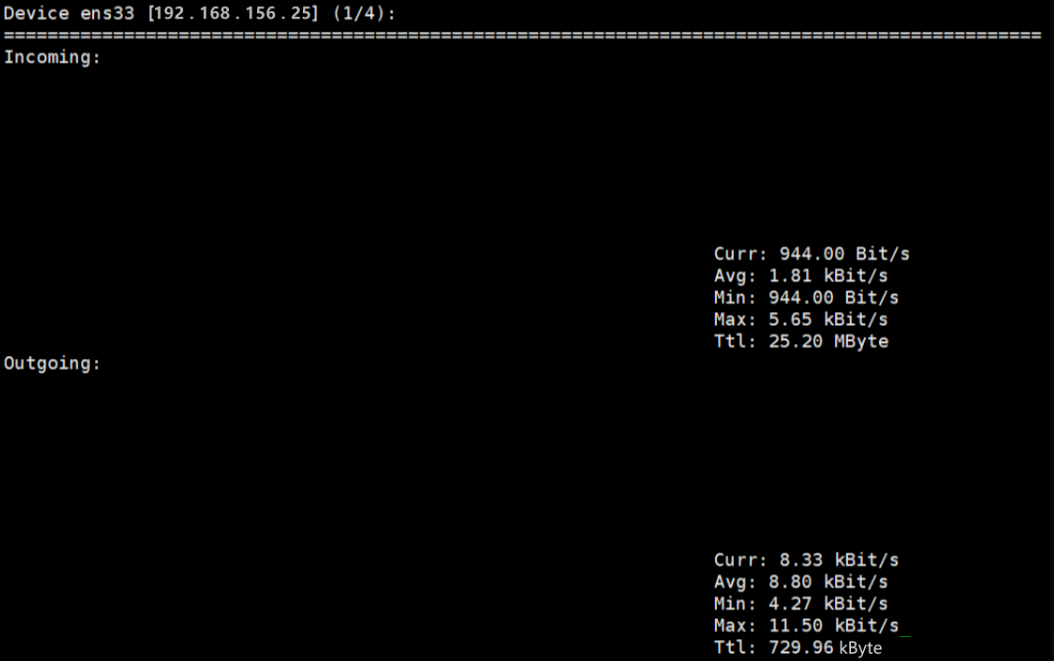 Device ens33 [192.168.156.25] (1/4):
===============================================================================================
Incoming:
Curr: 944.00 Bit/s
Avg: 1.81 kBit/s
Min: 944.00 Bit/s
Max: 5.65 kBit/s
Ttl: 25.20 MByte
Outgoing:
Curr: 8.33 kBit/s
Avg: 8.80 kBit/s
Min: 4.27 kBit/s
Max: 11.50 kBit/s
Ttl: 729.96 kByte